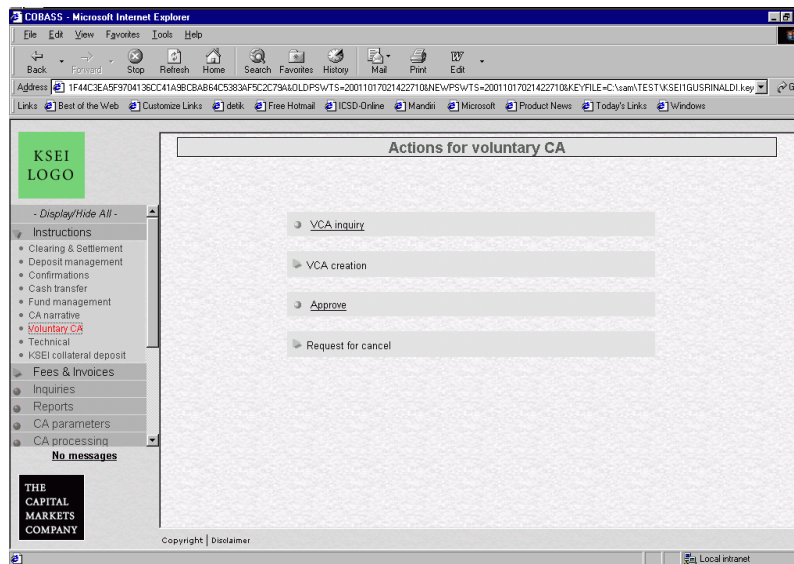 COBASS - Microsoft Internet Explorer
File Edit View Favorites Tools Help
Back Forward Stop Refresh Home Search Favorites History Mail Print Edit
Address 1F44C3EA5F9704136CC41A9BCBAB64C5383AF5C2C79A&OLDPSWTS=20011017021422710&NEWPSWTS=20011017021422710&KEYFILE=C:\sam\TEST\KSEI1GUSRINALDI.key
Links Best of the Web Customize Links detik Free Hotmail ICSD-Online Mandiri Microsoft Product News Today's Links Windows
KSEI
LOGO
Actions for voluntary CA
- Display/Hide All -
Instructions
Clearing & Settlement
Deposit management
Confirmations
Cash transfer
Fund management
CA narrative
Voluntary CA
Technical
KSEI collateral deposit
Fees & Invoices
Inquiries
Reports
CA parameters
CA processing
No messages
VCA inquiry
VCA creation
Approve
Request for cancel
THE
CAPITAL
MARKETS
COMPANY
Copyright | Disclaimer
Local intranet